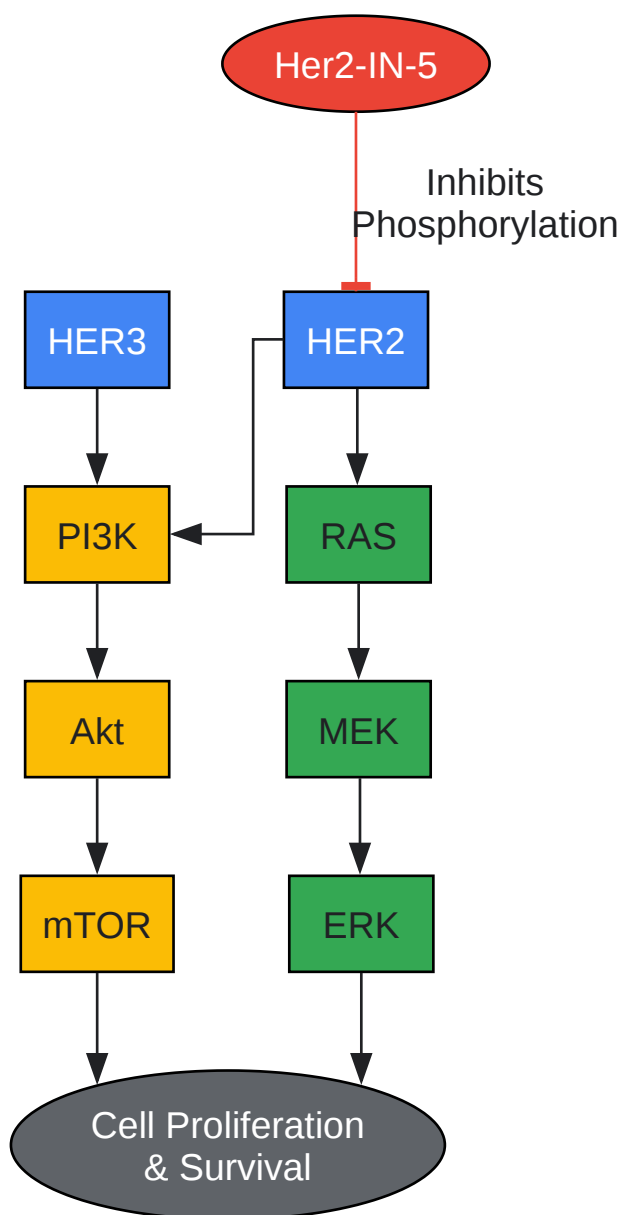 Her2-IN-5
Inhibits
Phosphorylation
HER3
HER2
PI3K
RAS
Akt
MEK
mTOR
ERK
Cell Proliferation
& Survival